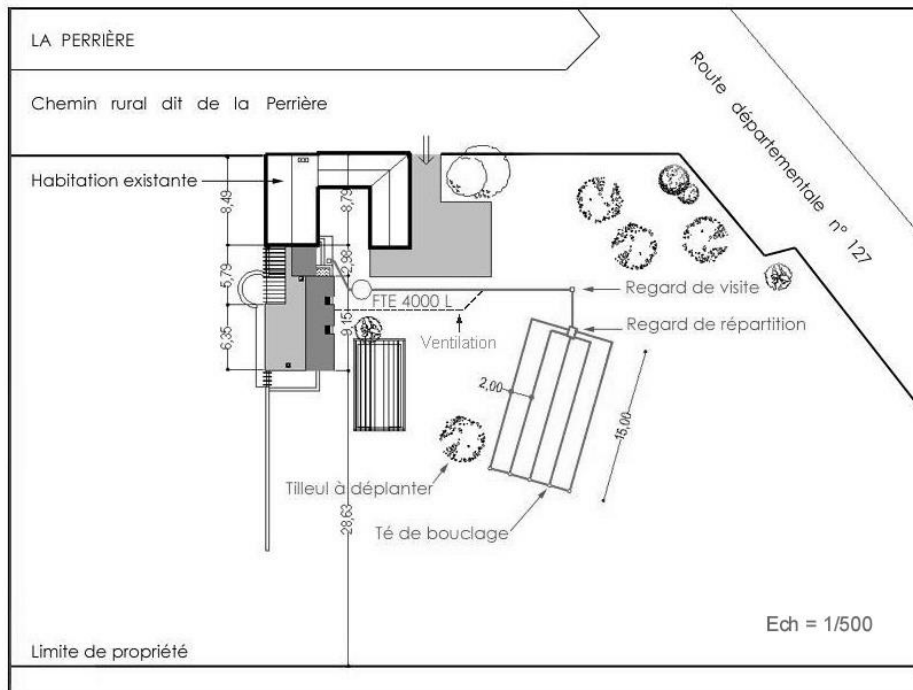 LA PERRIÈRE
Chemin rural dit de la Perrière
Route départementale n° 127
Habitation existante
8,49
8,79
5,79
2,98
FTE 4000 L
Regard de visite
9,15
Regard de répartition
6,35
Ventilation
2,00
15,00
Tilleul à déplanter
Té de bouclage
28,63
Ech = 1/500
Limite de propriété